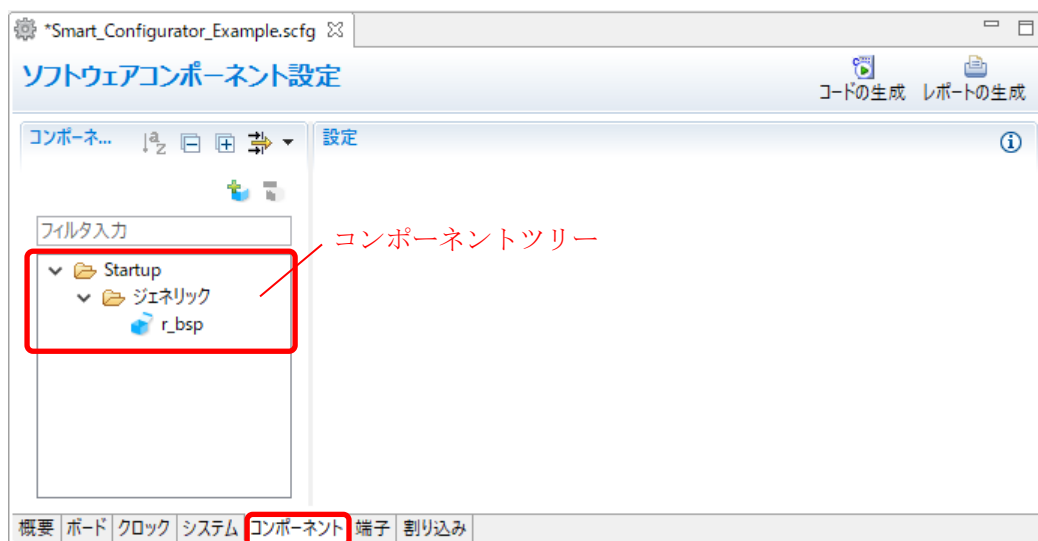 *Smart_Configurator_Example.scfg
ソフトウェアコンポーネント設定
コードの生成 レポートの生成
コンポーネ... 設定
フィルタ入力
コンポーネントツリー
Startup
ジェネリック
r_bsp
概要 ボード クロック システム コンポーネント 端子 割り込み